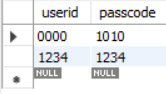 userid passcode
0000 1010
1234 1234
NULL NULL